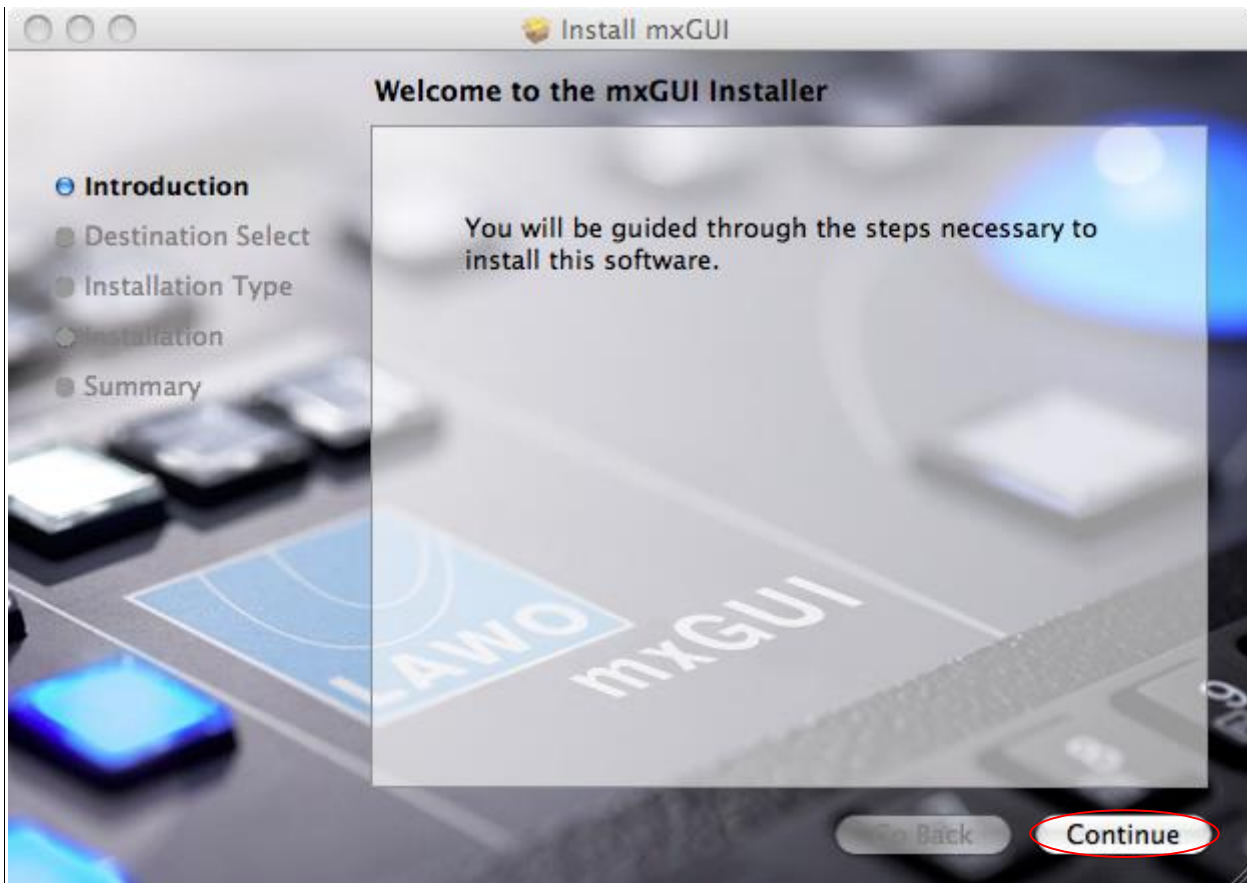 Install mxGUI
Welcome to the mxGUI Installer
Introduction
Destination Select
Installation Type
Installation
Summary
You will be guided through the steps necessary to
install this software.
LAWO
mxGUI
Go Back
Continue